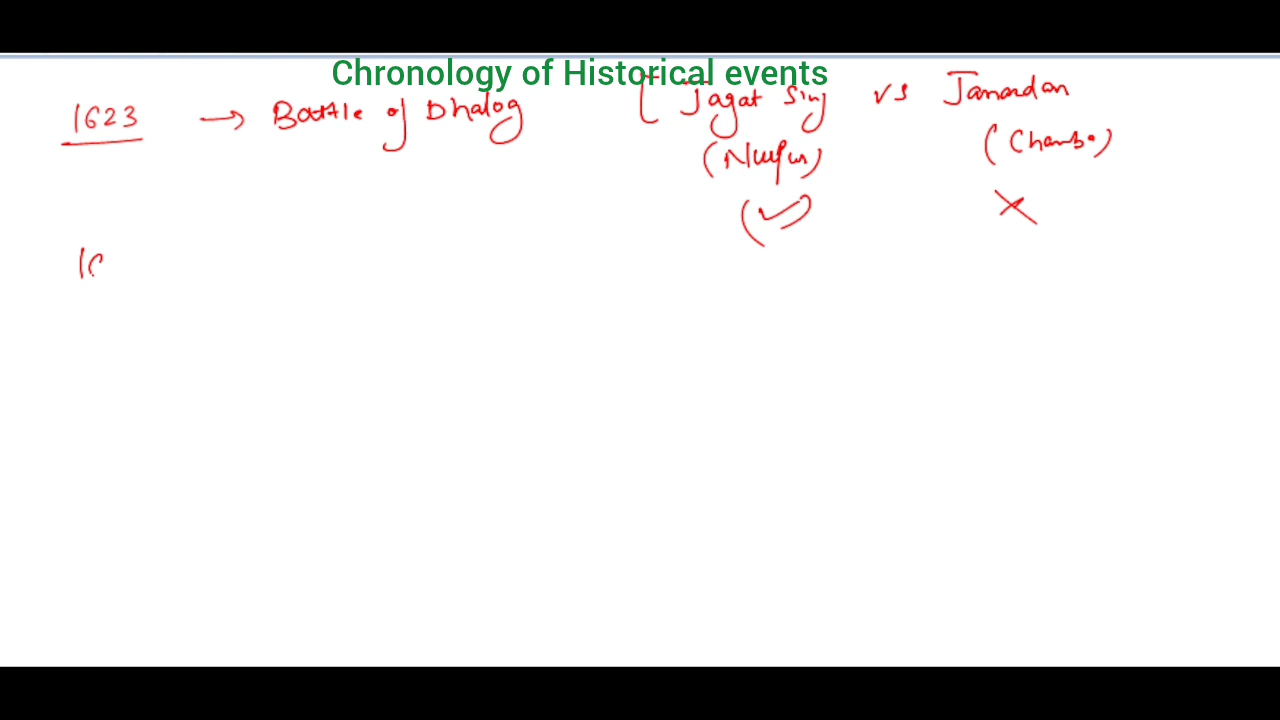 Chronology of Historical events
1623 → Battle of Dhalog [ Jagat Sing vs Janardan
(Nurpur) (Chamba)
(✓) ✗